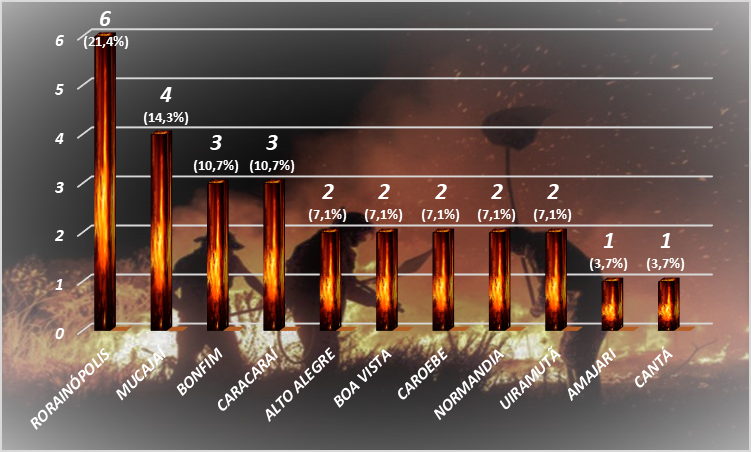 6
(21,4%)
4
(14,3%)
3
(10,7%)
3
(10,7%)
2
(7,1%)
2
(7,1%)
2
(7,1%)
2
(7,1%)
2
(7,1%)
1
(3,7%)
1
(3,7%)
6
5
4
3
2
1
0
RORAINÓPOLIS
MUCAJAÍ
BONFIM
CARACARAÍ
ALTO ALEGRE
BOA VISTA
CAROEBE
NORMANDIA
UIRAMUTÃ
AMAJARI
CANTÁ